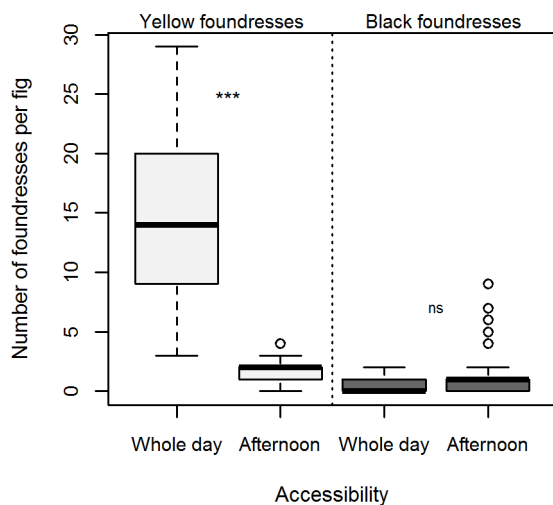 Yellow foundresses Black foundresses
Number of foundresses per fig
30
25
20
15
10
5
0
***
ns
Whole day Afternoon Whole day Afternoon
Accessibility